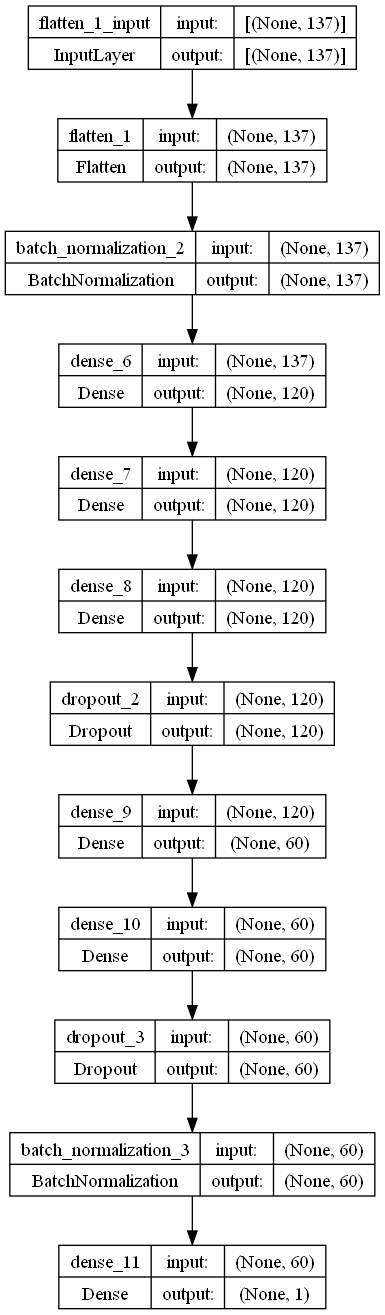 flatten_1_input input: [(None, 137)]
InputLayer output: [(None, 137)]
flatten_1 input: (None, 137)
Flatten output: (None, 137)
batch_normalization_2 input: (None, 137)
BatchNormalization output: (None, 137)
dense_6 input: (None, 137)
Dense output: (None, 120)
dense_7 input: (None, 120)
Dense output: (None, 120)
dense_8 input: (None, 120)
Dense output: (None, 120)
dropout_2 input: (None, 120)
Dropout output: (None, 120)
dense_9 input: (None, 120)
Dense output: (None, 60)
dense_10 input: (None, 60)
Dense output: (None, 60)
dropout_3 input: (None, 60)
Dropout output: (None, 60)
batch_normalization_3 input: (None, 60)
BatchNormalization output: (None, 60)
dense_11 input: (None, 60)
Dense output: (None, 1)